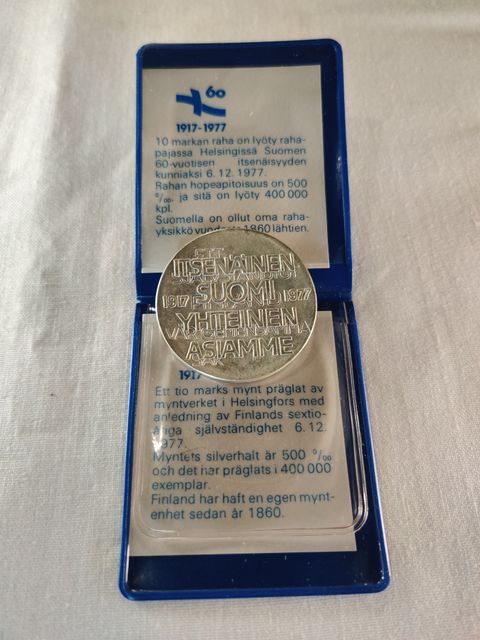 60
1917-1977
10 markan raha on lyöty raha-
pajassa Helsingissä Suomen
60-vuotisen itsenäisyyden
kunniaksi 6.12.1977.
Rahan hopeapitoisuus on 500
‰, ja sitä on lyöty 400 000
kpl.
Suomella on ollut oma raha-
yksikkö 1860 lähtien.
ITSENÄINEN
1917 SUOMI 1977
YHTEINEN
ASIAMME
Ett tio marks mynt präglat av
myntverket i Helsingfors med
anledning av Finlands sextio-
åriga självständighet 6.12.
1977.
Myntets silverhalt är 500 ‰
och det har präglats i 400 000
exemplar.
Finland har haft en egen mynt-
enhet sedan år 1860.